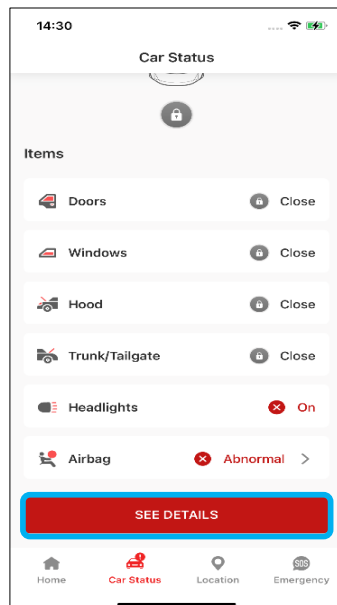 14:30
Car Status
Items
Doors Close
Windows Close
Hood Close
Trunk/Tailgate Close
Headlights On
Airbag Abnormal >
SEE DETAILS
Home Car Status Location SOS Emergency